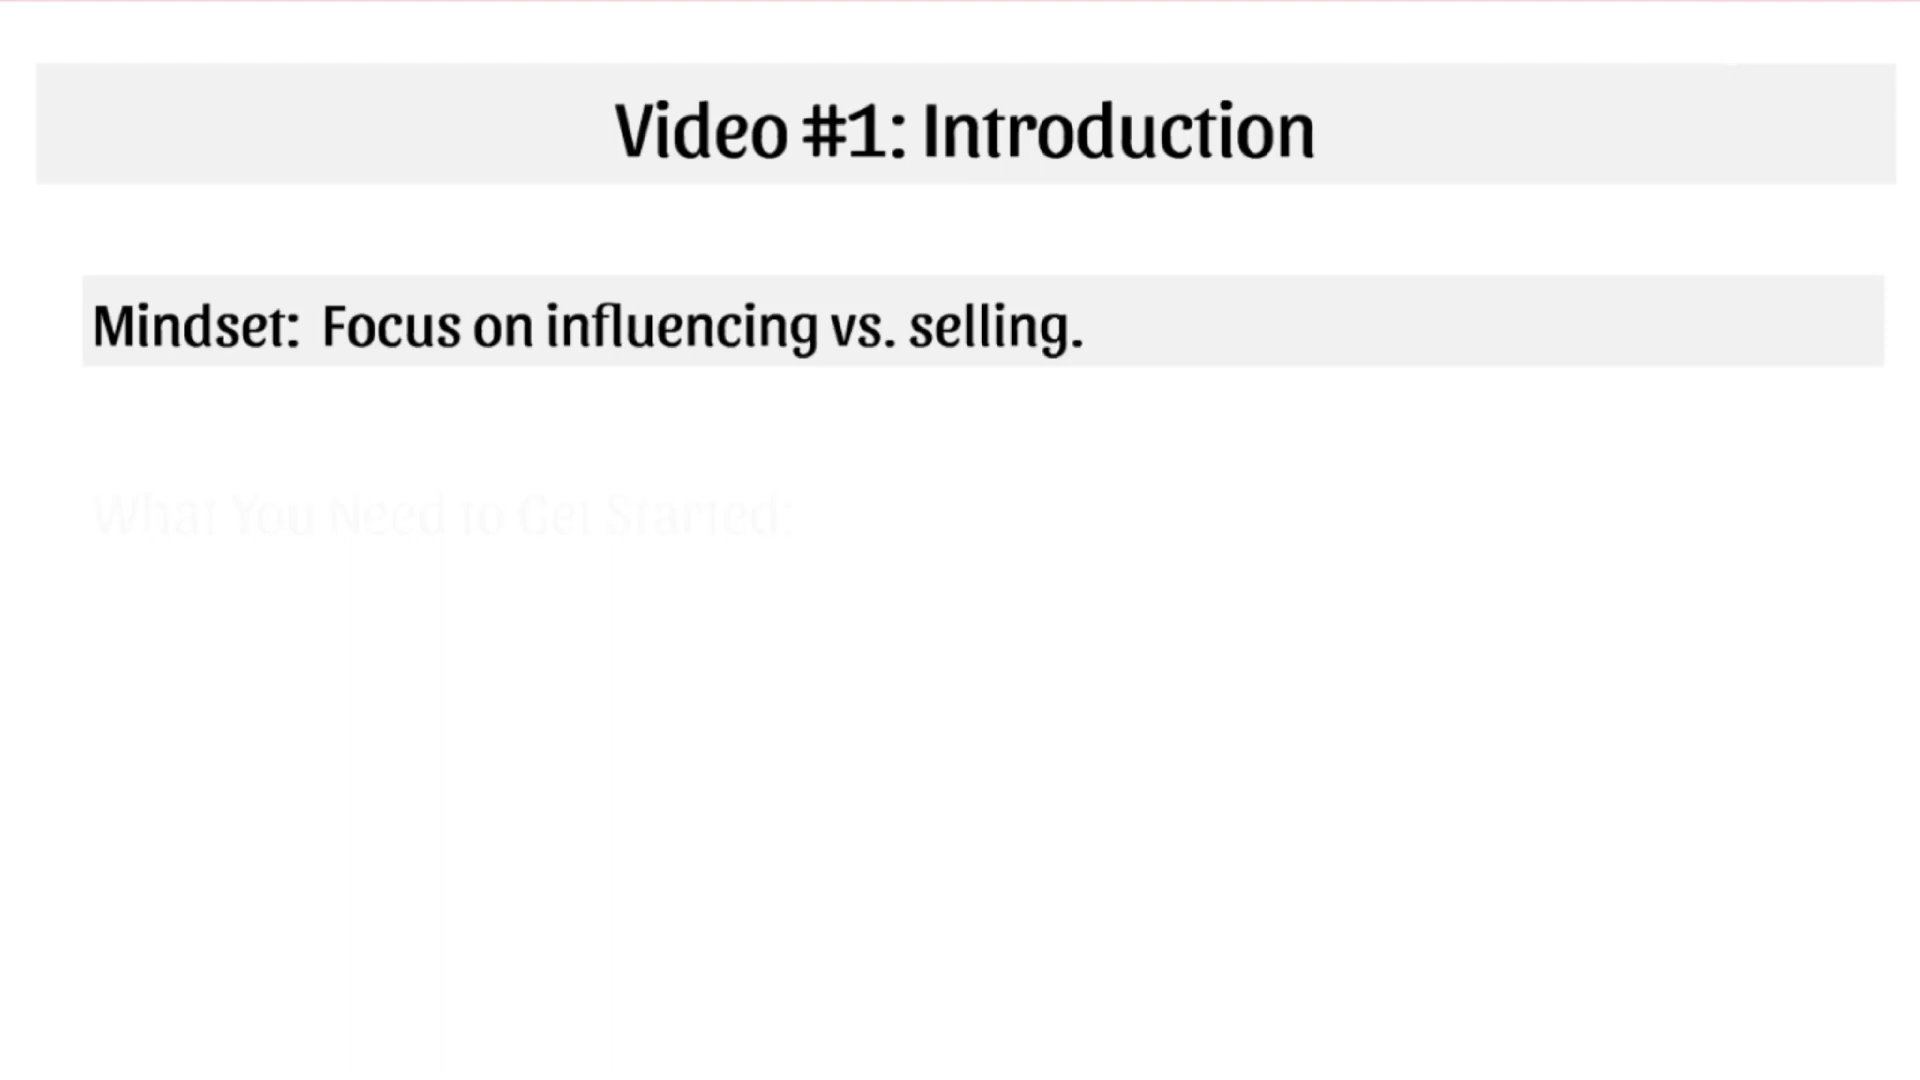 Video #1: Introduction
Mindset: Focus on influencing vs. selling.
What You Need to Get Started: